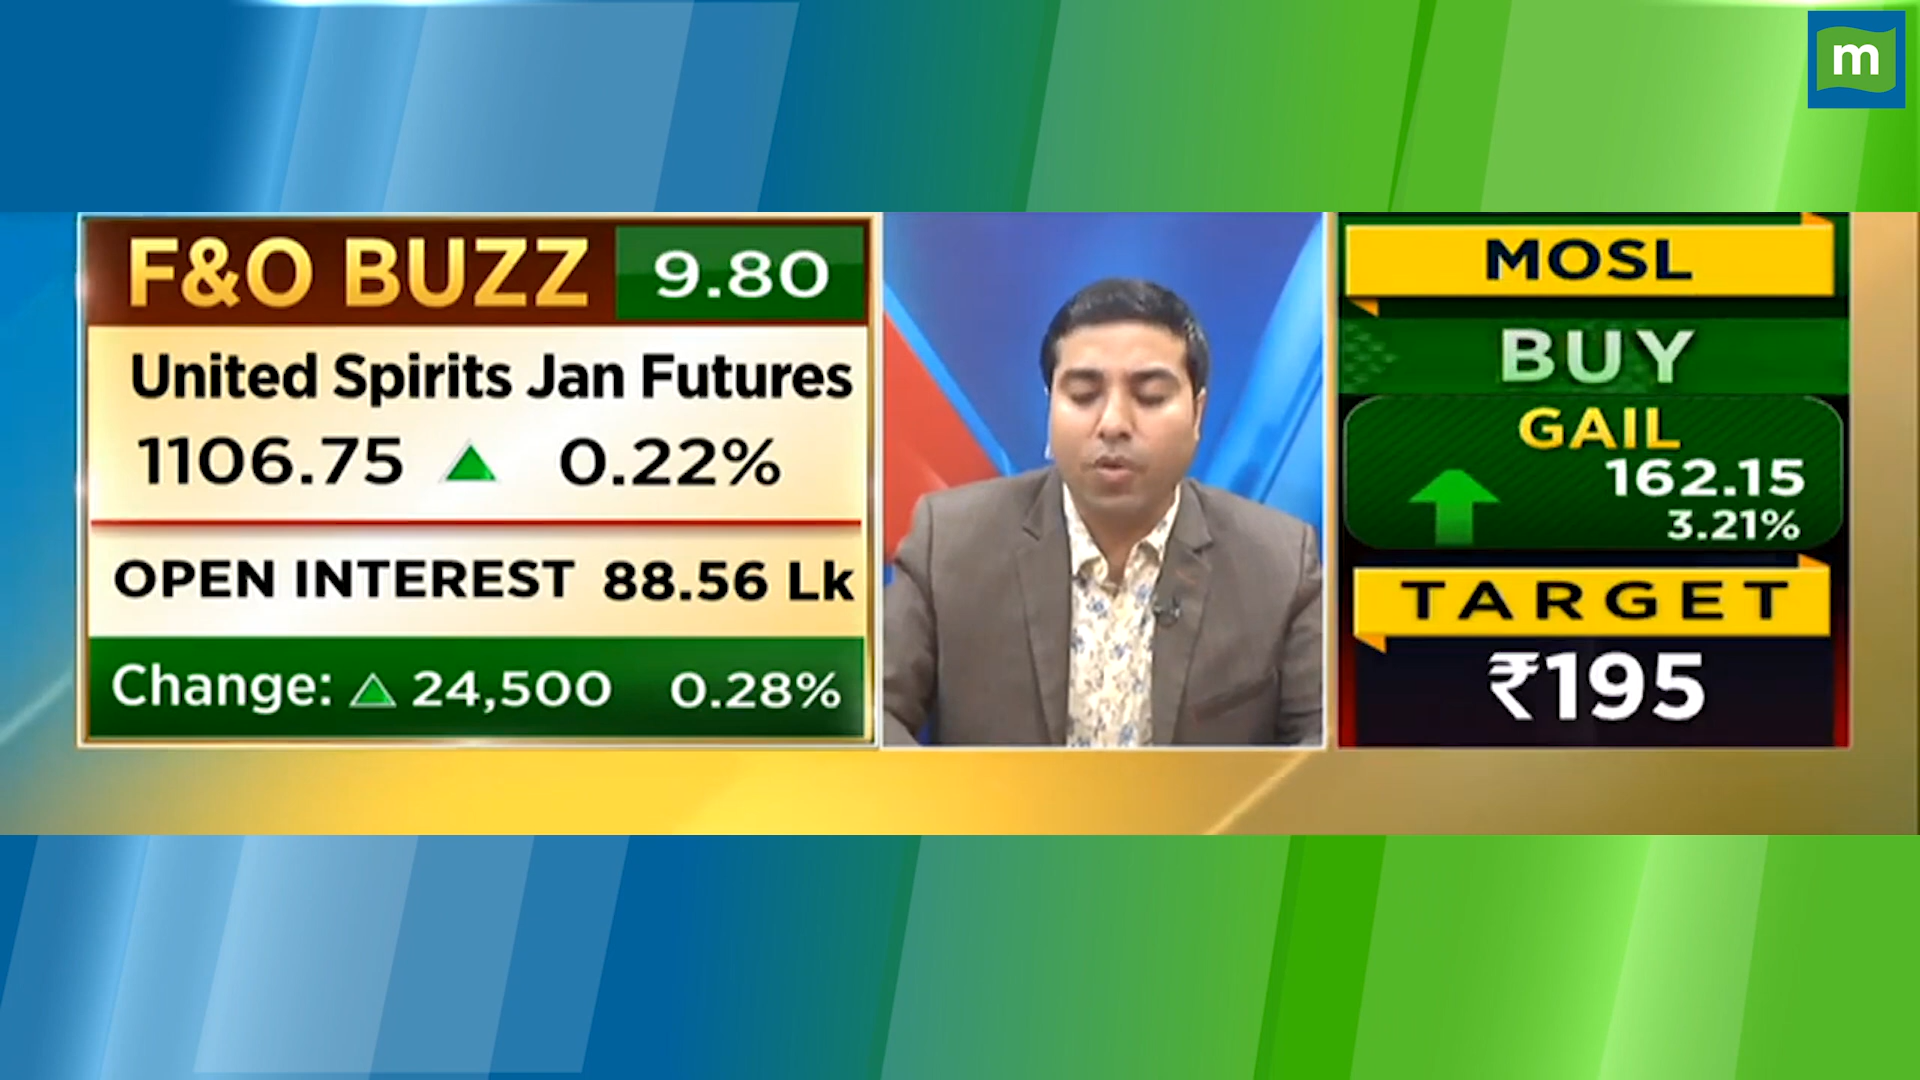 m
F&O BUZZ 9.80
United Spirits Jan Futures
1106.75 0.22%
OPEN INTEREST 88.56 Lk
Change: 24,500 0.28%
MOSL
BUY
GAIL
162.15
3.21%
TARGET
₹195